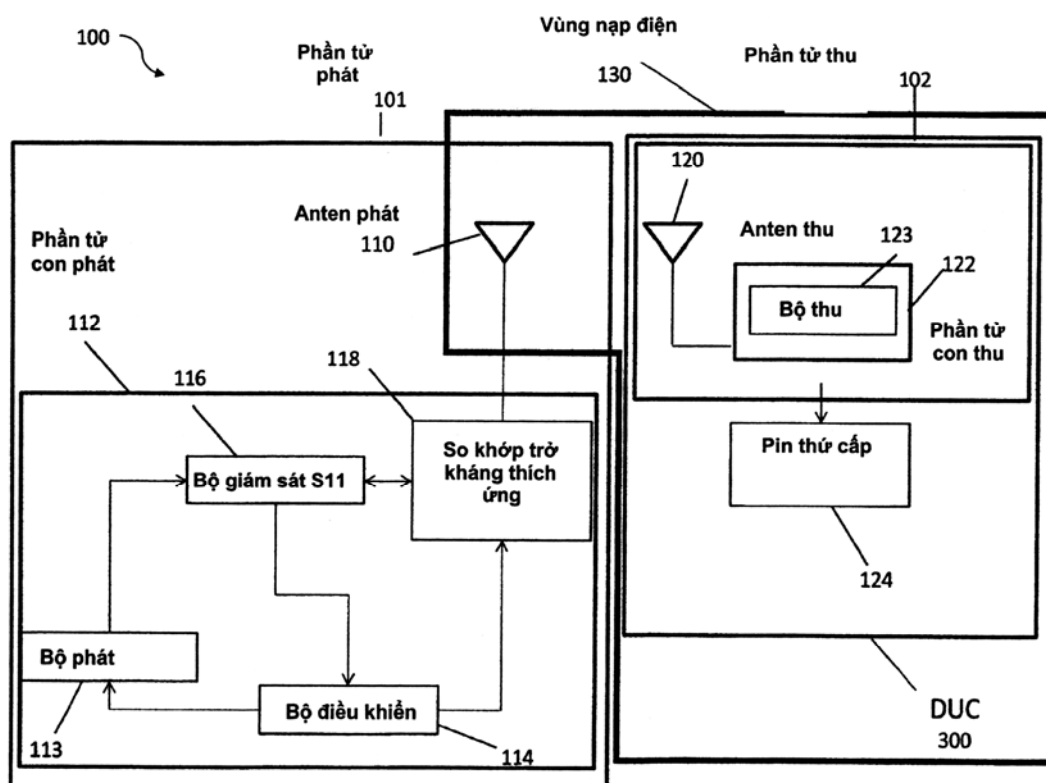 100
Vùng nạp điện
130
Phần tử
phát
101
Phần tử thu
102
Anten phát
110
Phần tử
con phát
120
Anten thu
123
122
Bộ thu
Phần tử
con thu
112
116
118
Bộ giám sát S11
So khớp trở
kháng thích
ứng
Pin thứ cấp
124
Bộ phát
113
Bộ điều khiển
114
DUC
300